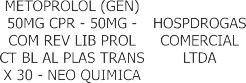 METOPROLOL (GEN)
50MG CPR - 50MG -
COM REV LIB PROL
CT BL AL PLAS TRANS
X 30 - NEO QUIMICA
HOSPDROGAS
COMERCIAL
LTDA